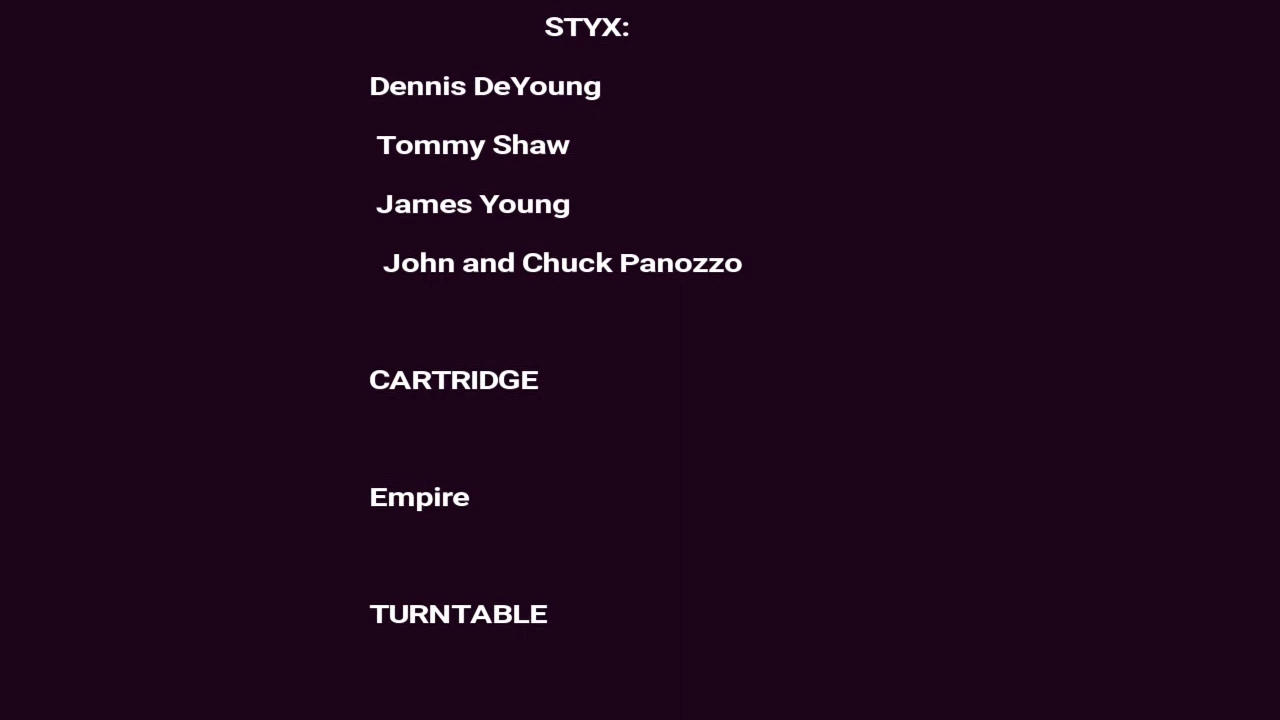 STYX:
Dennis DeYoung
Tommy Shaw
James Young
John and Chuck Panozzo
CARTRIDGE
Empire
TURNTABLE